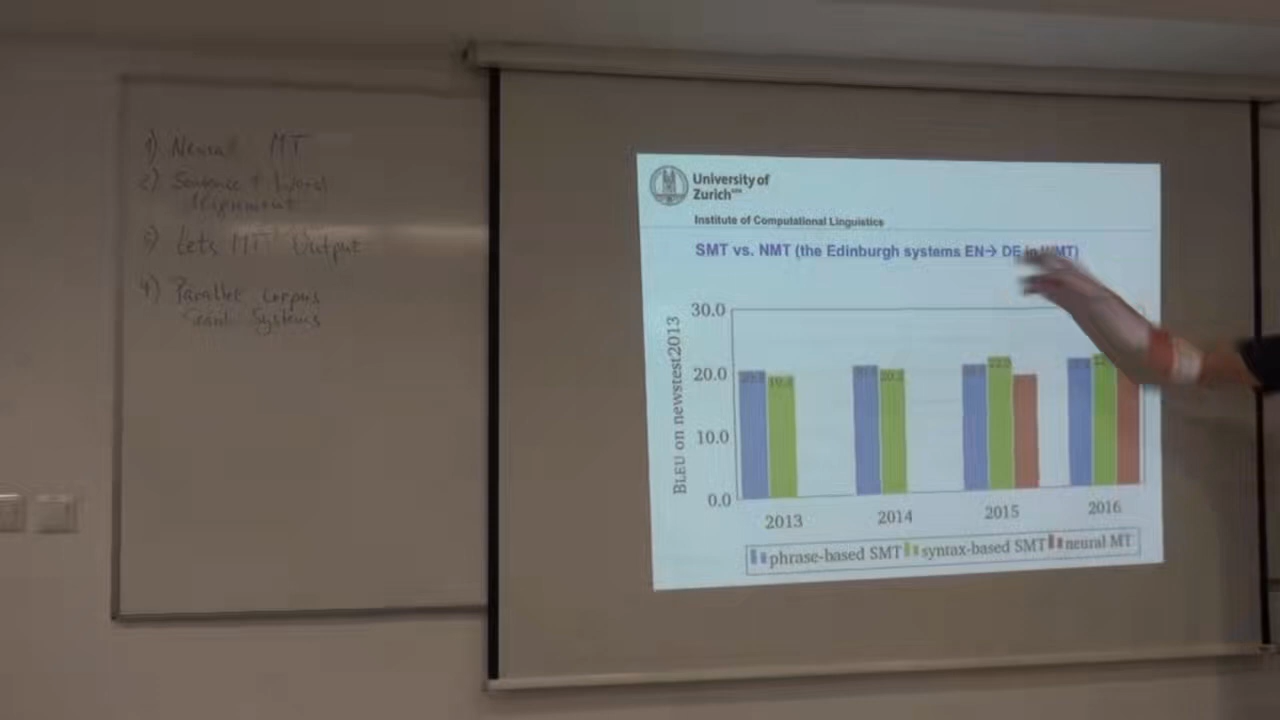 1) Neural MT
2) Sentence + Word
Alignment
3) Lets MT Output
4) Parallel Corpus
Systems
University of
Zurich
Institute of Computational Linguistics
SMT vs. NMT (the Edinburgh systems EN→ DE in WMT)
BLEU on newstest2013
30.0
20.0
10.0
0.0
2013
2014
2015
2016
phrase-based SMT syntax-based SMT neural MT